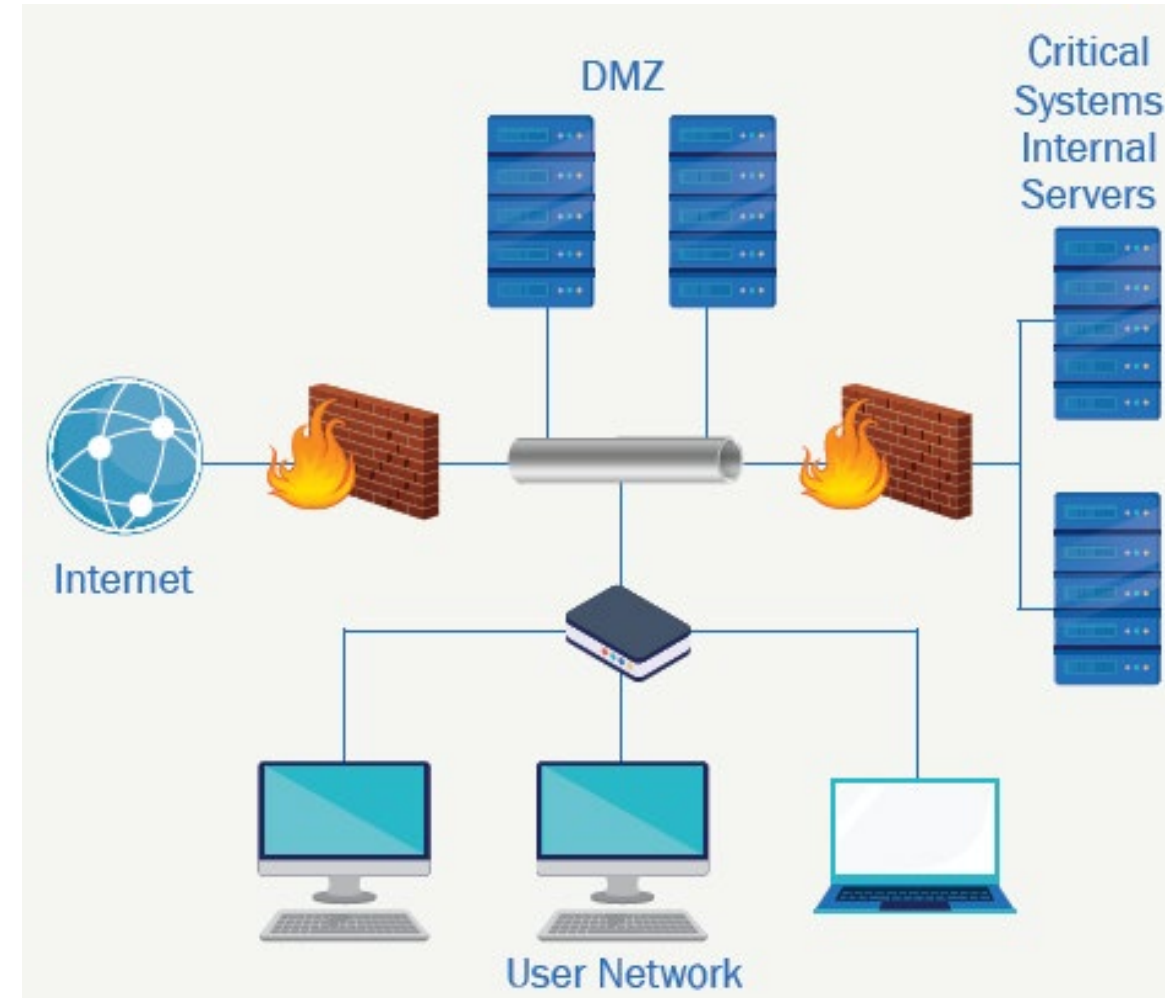 DMZ
Critical
Systems
Internal
Servers
Internet
User Network